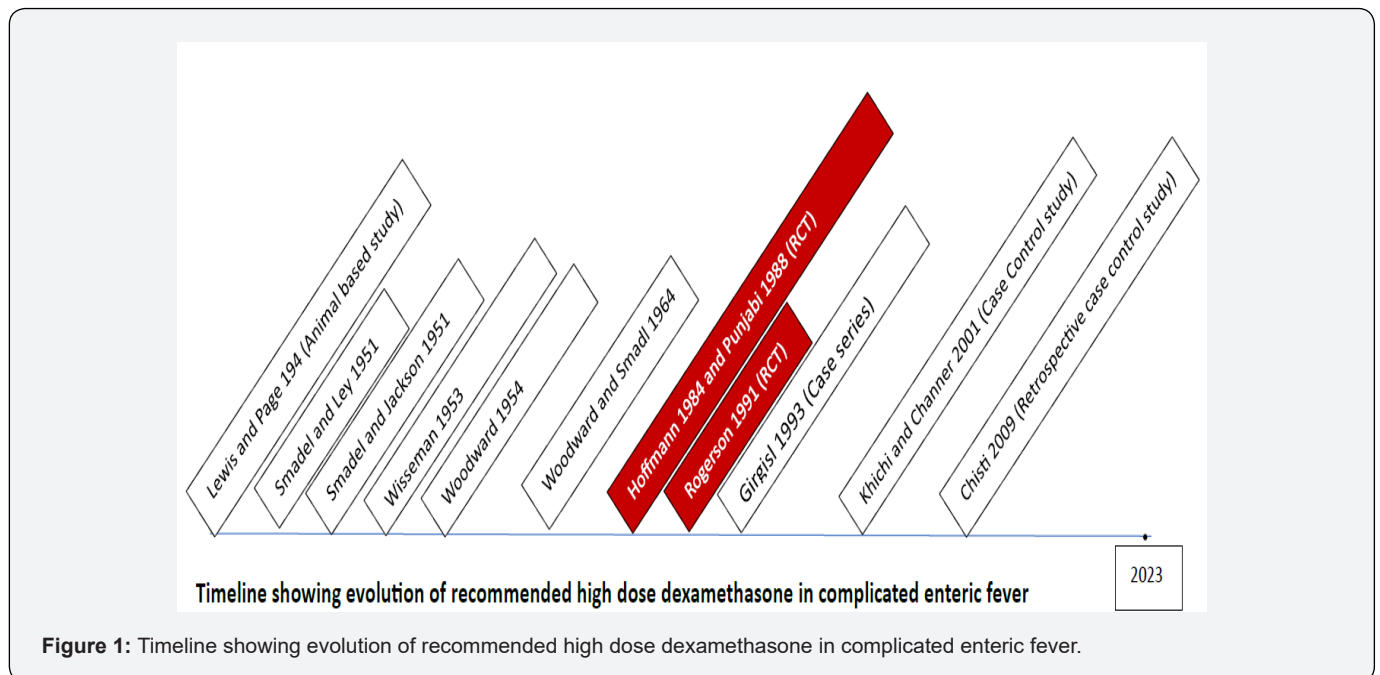 Lewis and Page 194 (Animal based study)
Smadel and Ley 1951
Smadel and Jackson 1951
Wisseman 1953
Woodward 1954
Woodward and Smadl 1964
Hoffmann 1984 and Punjabi 1988 (RCT)
Rogerson 1991 (RCT)
Girgisl 1993 (Case series)
Khichi and Channer 2001 (Case Control study)
Chisti 2009 (Retrospective case control study)
2023
Timeline showing evolution of recommended high dose dexamethasone in complicated enteric fever
Figure 1: Timeline showing evolution of recommended high dose dexamethasone in complicated enteric fever.